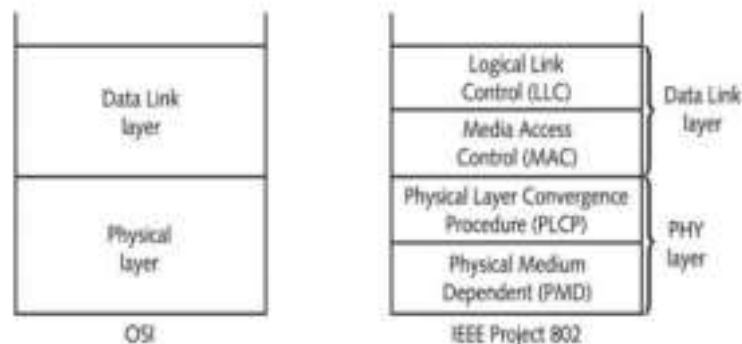 Data Link
layer
Physical
layer
OSI
Logical Link
Control (LLC)
Media Access
Control (MAC)
Physical Layer Convergence
Procedure (PLCP)
Physical Medium
Dependent (PMD)
IEEE Project 802
Data Link
layer
PHY
layer